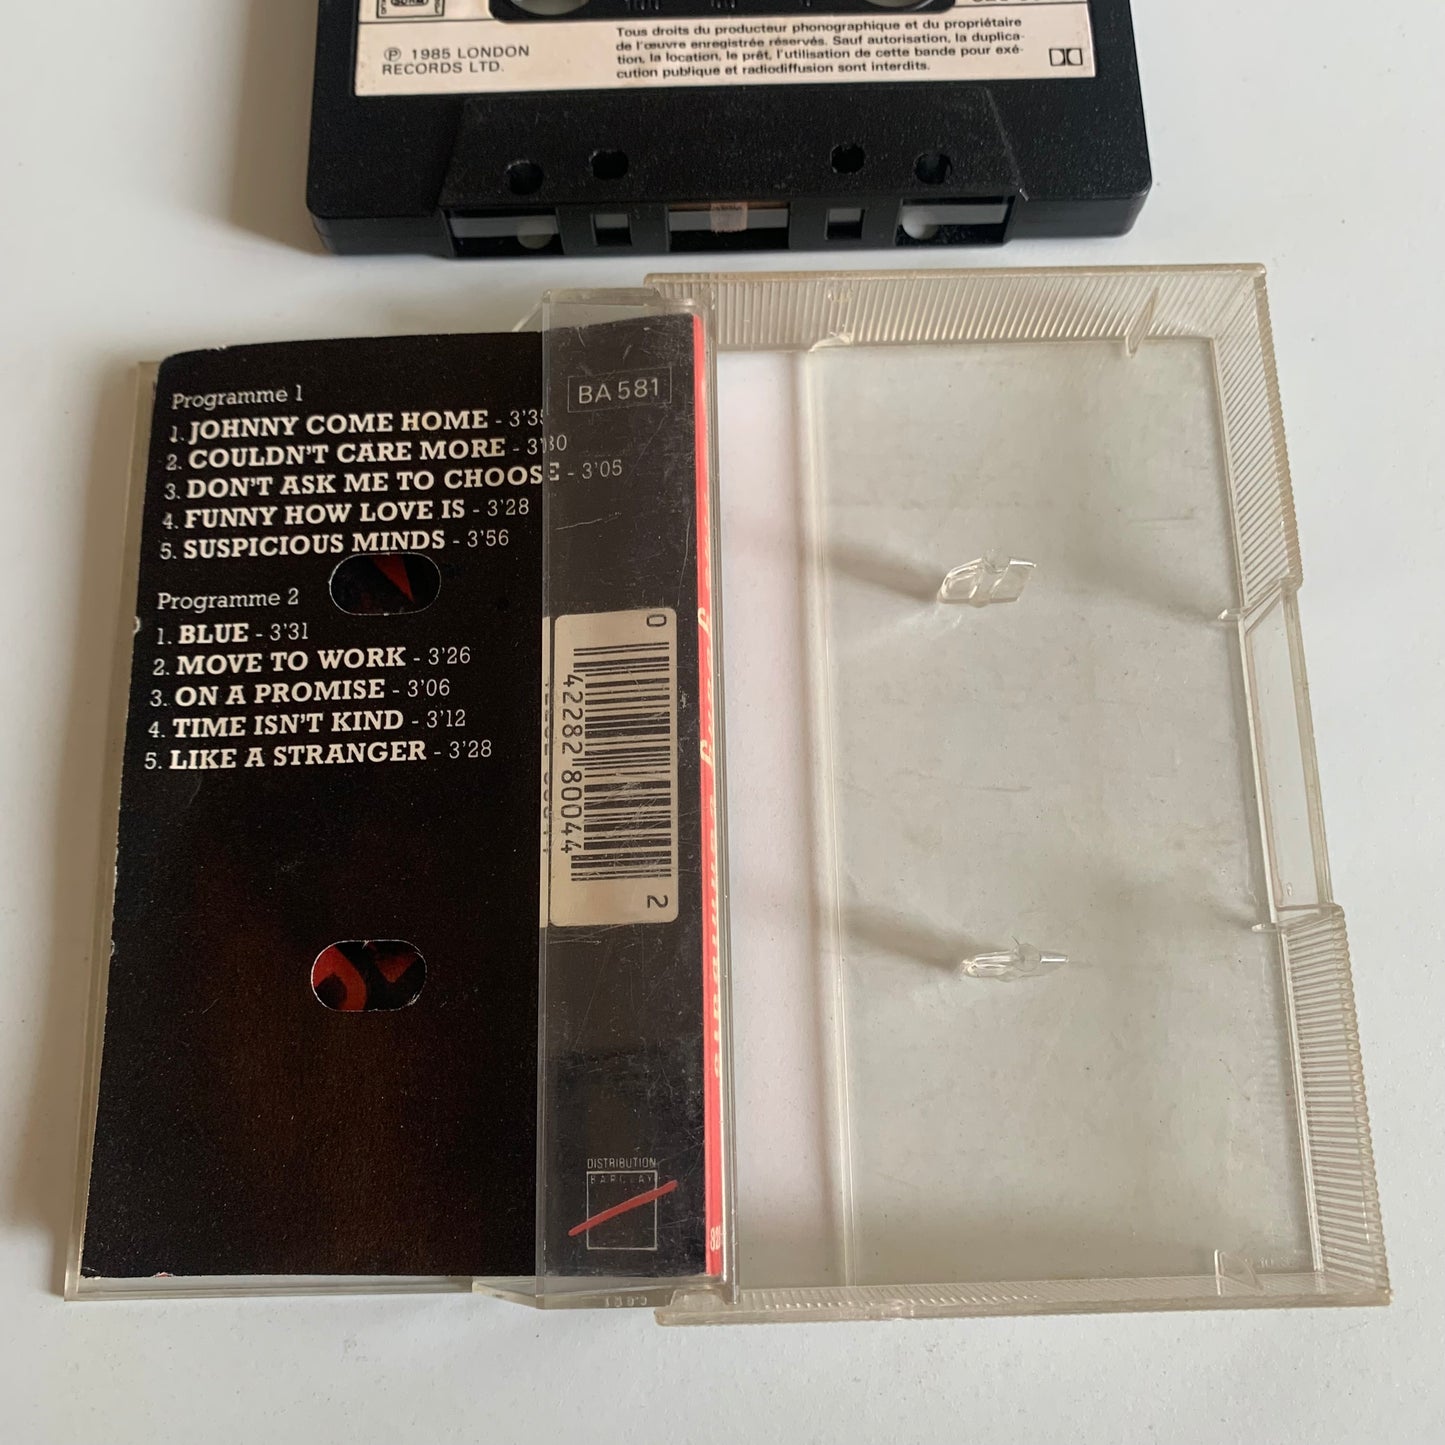 ℗ 1985 LONDON
RECORDS LTD.
Tous droits du producteur phonographique et du propriétaire
de l'œuvre enregistrée réservés. Sauf autorisation, la duplica-
tion, la location, le prêt, l'utilisation de cette bande pour exé-
cution publique et radiodiffusion sont interdits.
Programme 1
1. JOHNNY COME HOME - 3'35
2. COULDN'T CARE MORE - 3'30
3. DON'T ASK ME TO CHOOSE - 3'05
4. FUNNY HOW LOVE IS - 3'28
5. SUSPICIOUS MINDS - 3'56
Programme 2
1. BLUE - 3'31
2. MOVE TO WORK - 3'26
3. ON A PROMISE - 3'06
4. TIME ISN'T KIND - 3'12
5. LIKE A STRANGER - 3'28
BA 581
0 42282 80044 2
DISTRIBUTION
BARCLAY